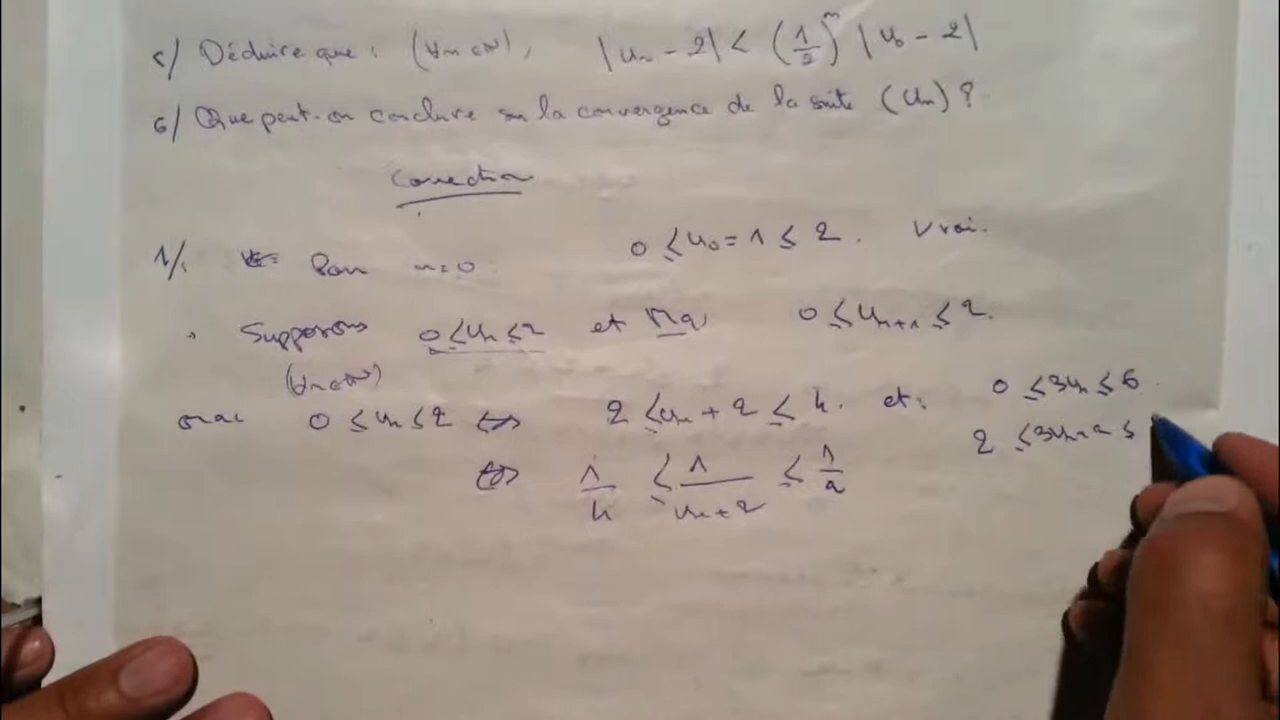 5/ Déduire que : (∀n∈ℕ), |un - 2| < (1/2)^n |u0 - 2|
6/ Que peut-on conclure sur la convergence de la suite (Un) ?
Correction
1/. Pour n=0 0 ≤ u0 = 1 ≤ 2. Vrai.
Supposons 0 ≤ un ≤ 2 et Mq 0 ≤ un+1 ≤ 2.
(∀n∈ℕ)
0 ≤ un ≤ 2 ⇔ 2 ≤ un + 2 ≤ 4. et : 0 ≤ 3un ≤ 6
2 ≤ 3un+2 ≤
⇔ 1/4 ≤ 1/(un + 2) ≤ 1/2